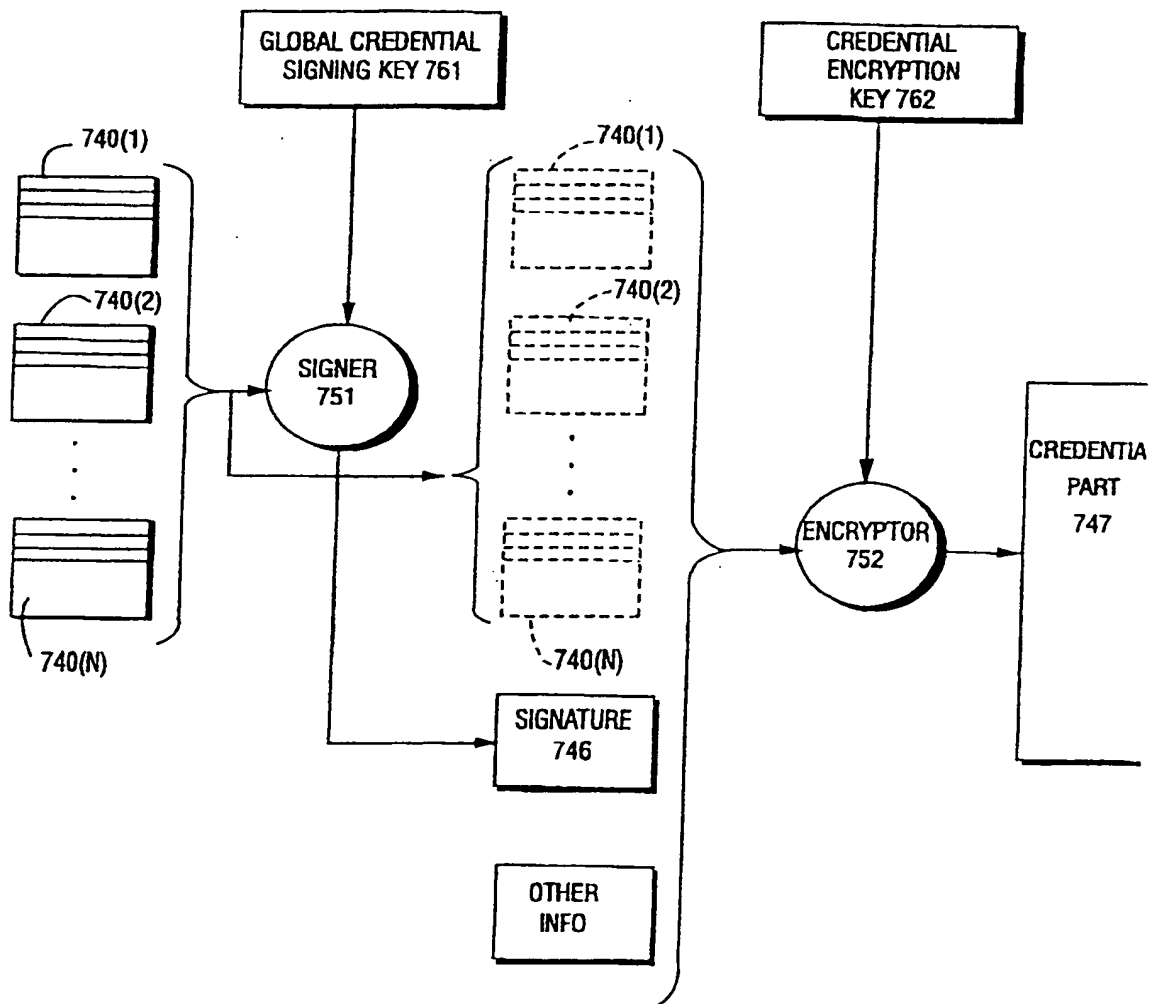 GLOBAL CREDENTIAL
SIGNING KEY 761
CREDENTIAL
ENCRYPTION
KEY 762
740(1)
740(1)
740(2)
740(2)
SIGNER
751
CREDENTIA
PART
747
ENCRYPTOR
752
740(N)
740(N)
SIGNATURE
746
OTHER
INFO